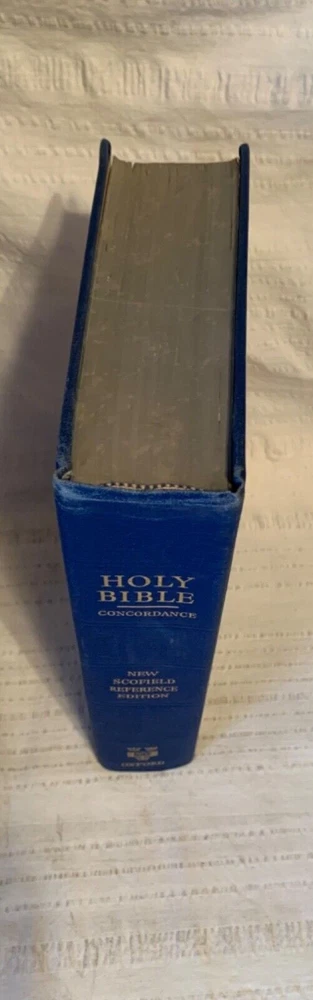 HOLY
BIBLE
CONCORDANCE
NEW
SCOFIELD
REFERENCE
EDITION
OXFORD